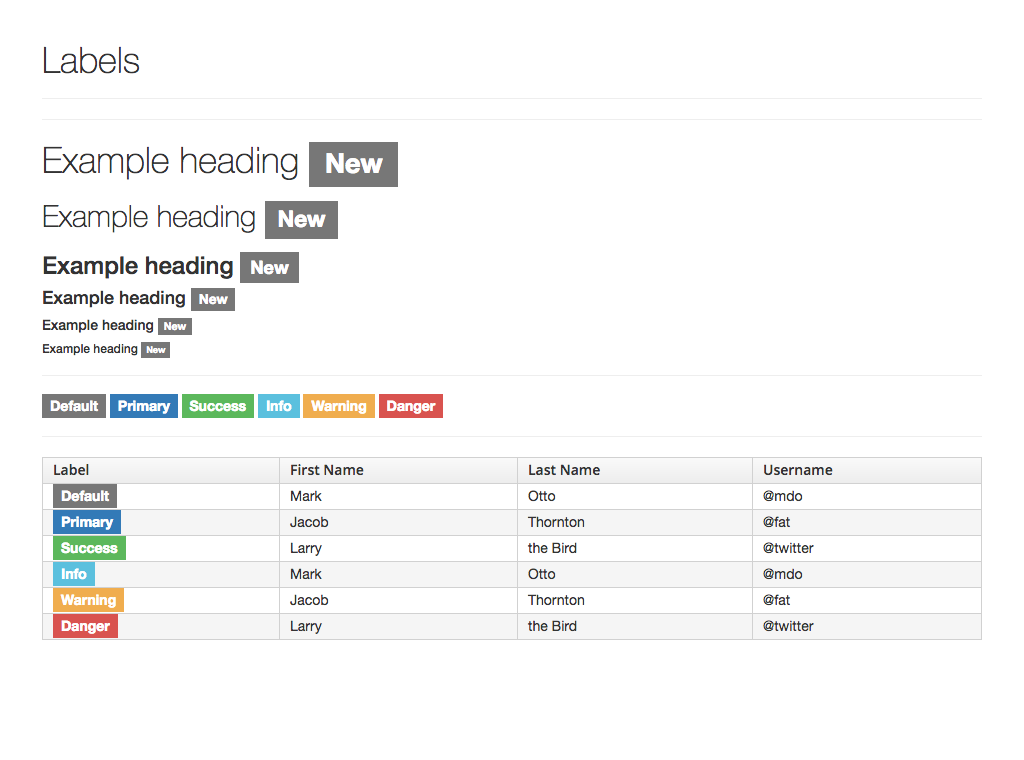 Labels
Example heading New
Example heading New
Example heading New
Example heading New
Example heading New
Example heading New
Default Primary Success Info Warning Danger
Label First Name Last Name Username
Default Mark Otto @mdo
Primary Jacob Thornton @fat
Success Larry the Bird @twitter
Info Mark Otto @mdo
Warning Jacob Thornton @fat
Danger Larry the Bird @twitter